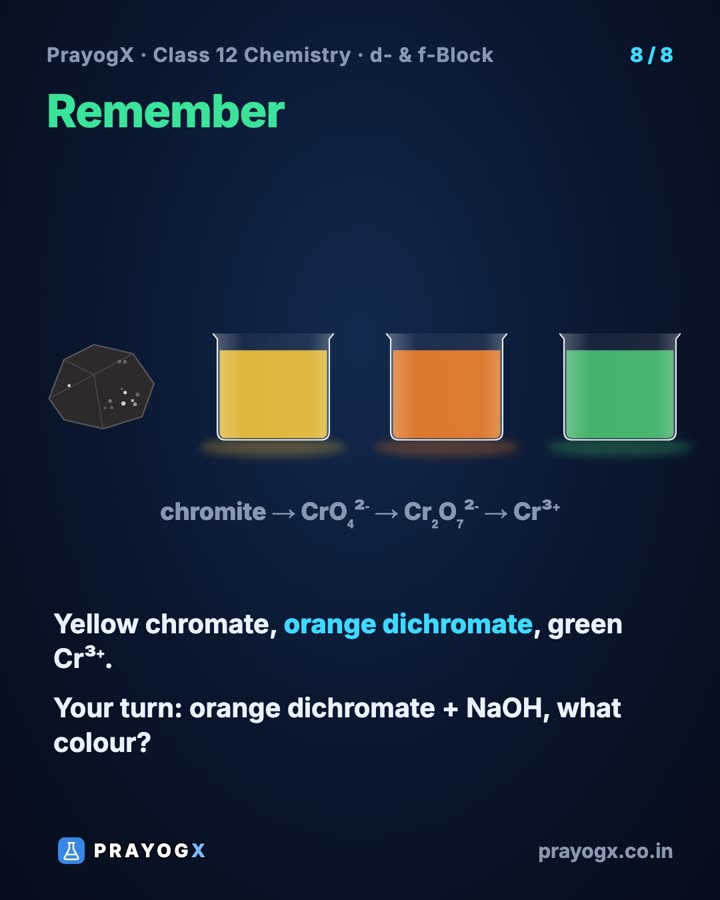 PrayogX · Class 12 Chemistry · d- & f-Block 8 / 8
Remember
chromite → CrO₄²⁻ → Cr₂O₇²⁻ → Cr³⁺
Yellow chromate, orange dichromate, green
Cr³⁺.
Your turn: orange dichromate + NaOH, what
colour?
PRAYOGX prayogx.co.in